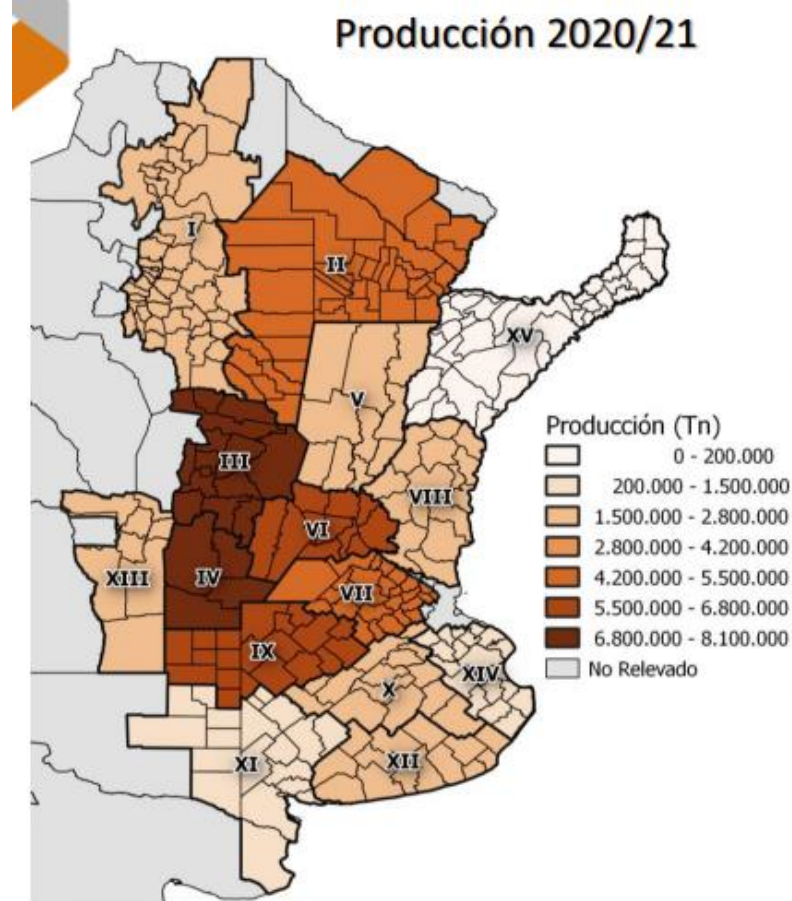 Producción 2020/21
I
II
XV
V
III
VIII
VI
XIII
IV
VII
IX
X
XIV
XI
XII
Producción (Tn)
0 - 200.000
200.000 - 1.500.000
1.500.000 - 2.800.000
2.800.000 - 4.200.000
4.200.000 - 5.500.000
5.500.000 - 6.800.000
6.800.000 - 8.100.000
No Relevado